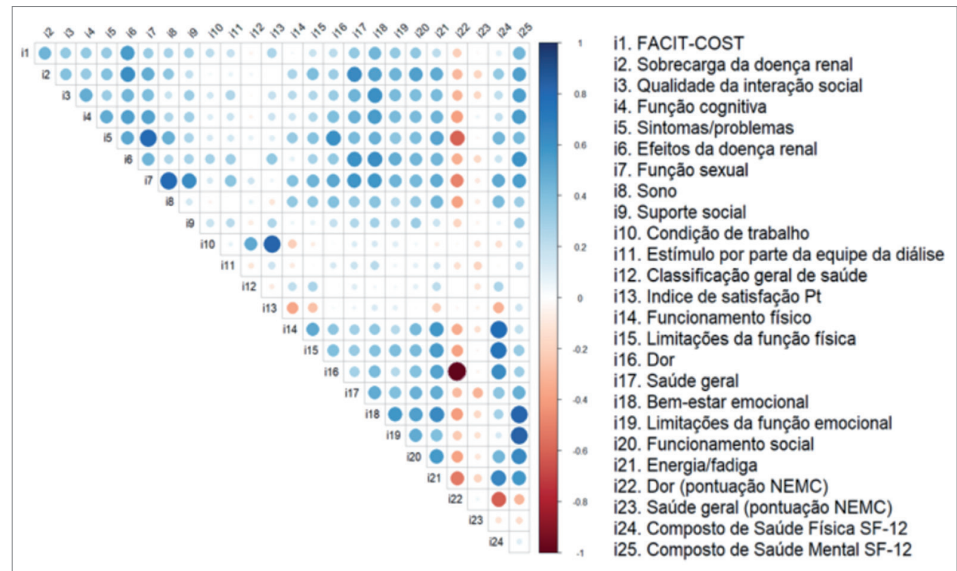 i2 i3 i4 i5 i6 i7 i8 i9 i10 i11 i12 i13 i14 i15 i16 i17 i18 i19 i20 i21 i22 i23 i24 i25
i1
i2
i3
i4
i5
i6
i7
i8
i9
i10
i11
i12
i13
i14
i15
i16
i17
i18
i19
i20
i21
i22
i23
i24
1
0.8
0.6
0.4
0.2
0
-0.2
-0.4
-0.6
-0.8
-1
i1. FACIT-COST
i2. Sobrecarga da doença renal
i3. Qualidade da interação social
i4. Função cognitiva
i5. Sintomas/problemas
i6. Efeitos da doença renal
i7. Função sexual
i8. Sono
i9. Suporte social
i10. Condição de trabalho
i11. Estímulo por parte da equipe da diálise
i12. Classificação geral de saúde
i13. Indice de satisfação Pt
i14. Funcionamento físico
i15. Limitações da função física
i16. Dor
i17. Saúde geral
i18. Bem-estar emocional
i19. Limitações da função emocional
i20. Funcionamento social
i21. Energia/fadiga
i22. Dor (pontuação NEMC)
i23. Saúde geral (pontuação NEMC)
i24. Composto de Saúde Física SF-12
i25. Composto de Saúde Mental SF-12